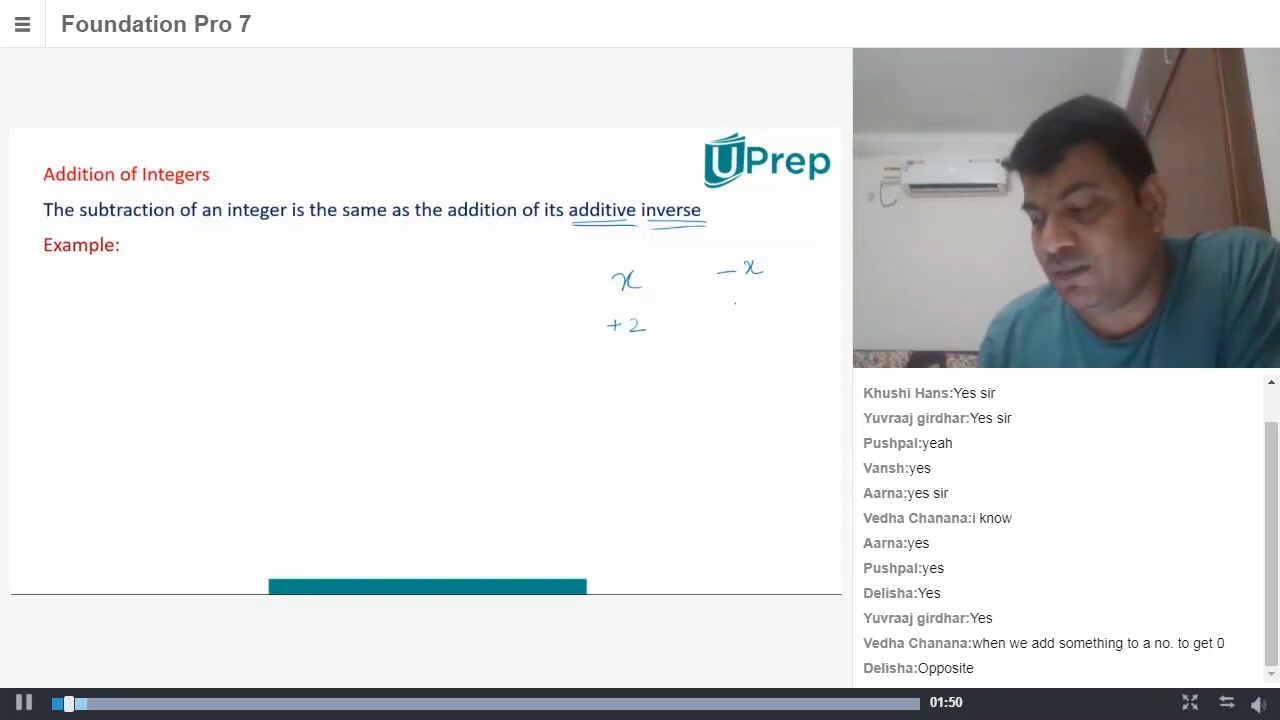 Foundation Pro 7
UPrep
Addition of Integers
The subtraction of an integer is the same as the addition of its additive inverse
Example:
x −x
+2
Khushi Hans:Yes sir
Yuvraaj girdhar:Yes sir
Pushpal:yeah
Vansh:yes
Aarna:yes sir
Vedha Chanana:i know
Aarna:yes
Pushpal:yes
Delisha:Yes
Yuvraaj girdhar:Yes
Vedha Chanana:when we add something to a no. to get 0
Delisha:Opposite
01:50